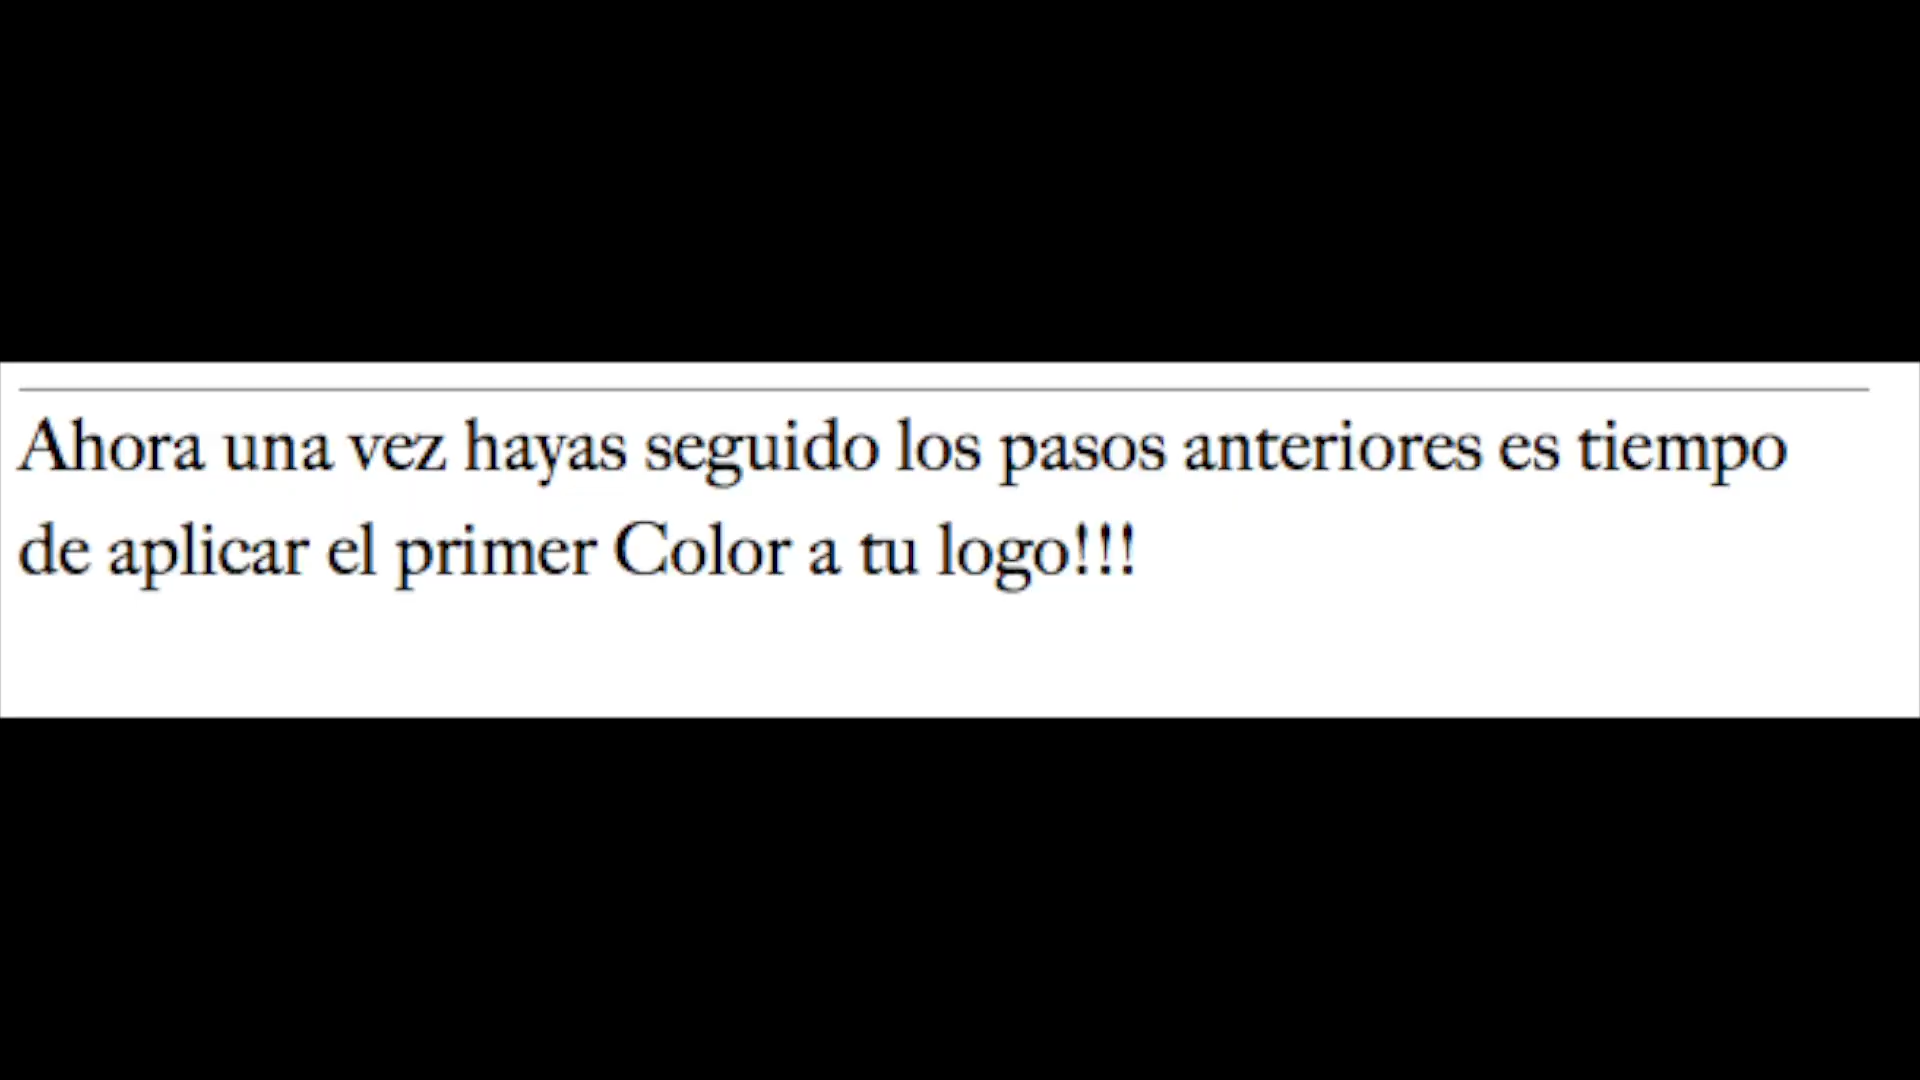 Ahora una vez hayas seguido los pasos anteriores es tiempo
de aplicar el primer Color a tu logo!!!